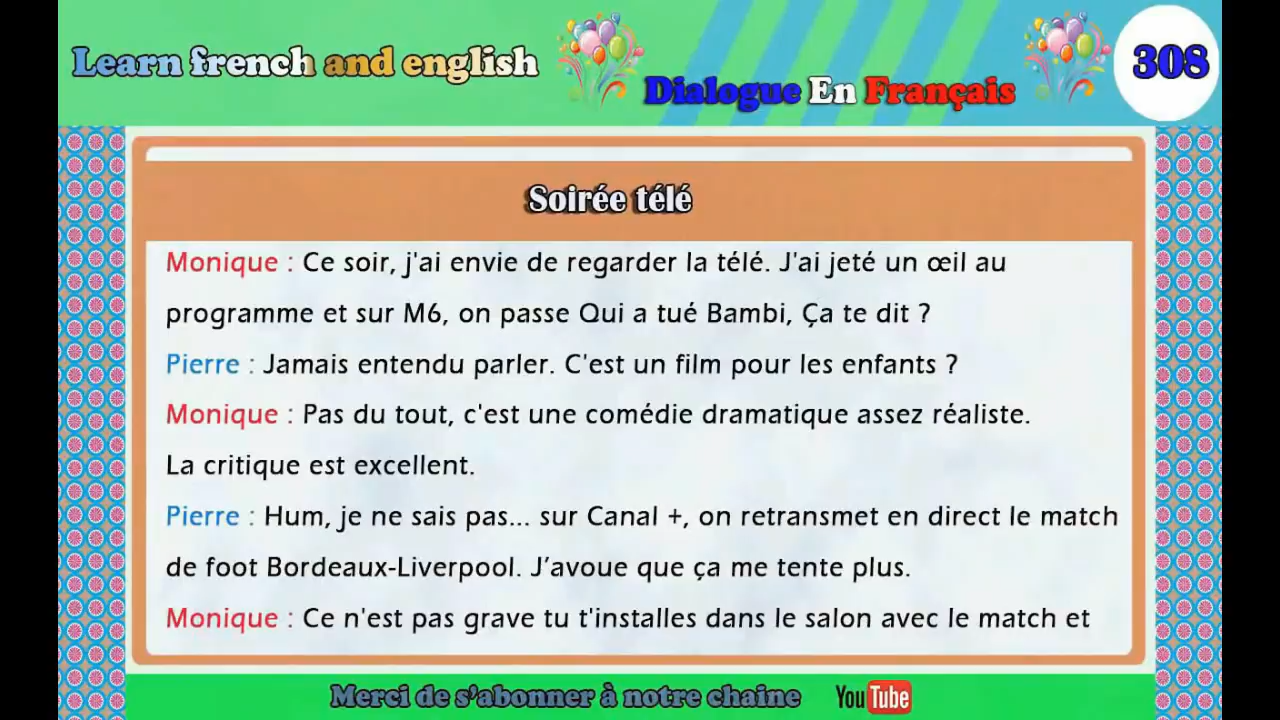 Learn french and english
Dialogue En Français
308
Soirée télé
Monique : Ce soir, j'ai envie de regarder la télé. J'ai jeté un œil au
programme et sur M6, on passe Qui a tué Bambi, Ça te dit ?
Pierre : Jamais entendu parler. C'est un film pour les enfants ?
Monique : Pas du tout, c'est une comédie dramatique assez réaliste.
La critique est excellent.
Pierre : Hum, je ne sais pas... sur Canal +, on retransmet en direct le match
de foot Bordeaux-Liverpool. J’avoue que ça me tente plus.
Monique : Ce n'est pas grave tu t'installes dans le salon avec le match et
Merci de s’abonner à notre chaine
YouTube